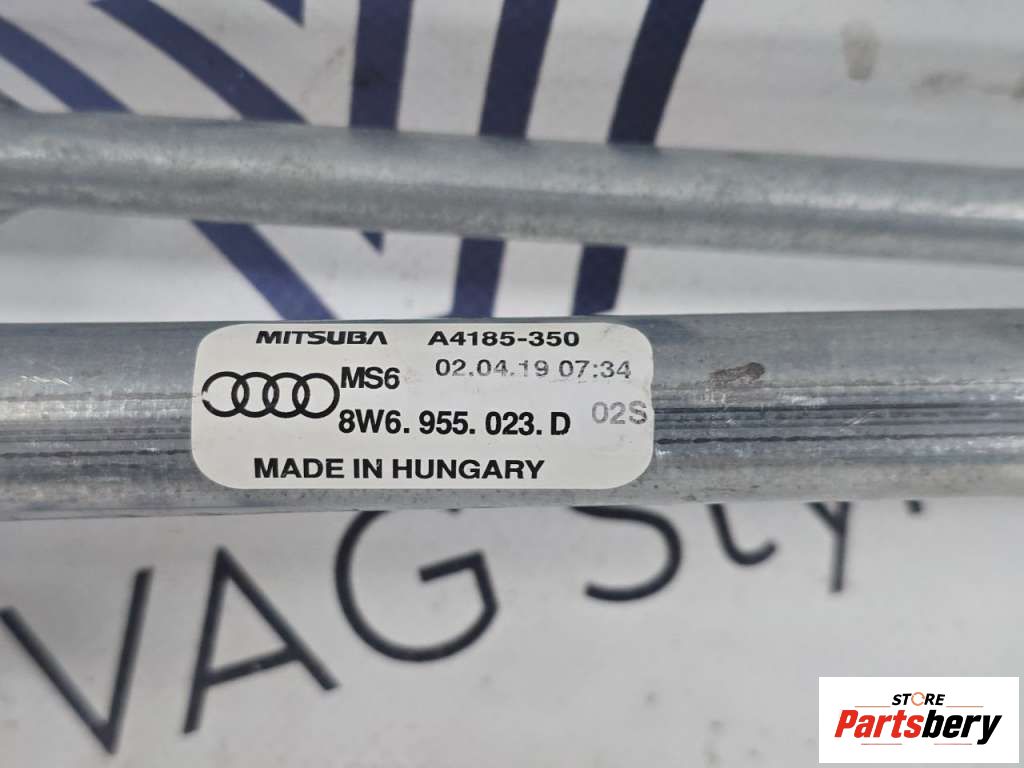 MITSUBA A4185-350
MS6 02.04.19 07:34
8W6. 955. 023. D 02S
MADE IN HUNGARY
VAG Sty
STORE
Partsbery